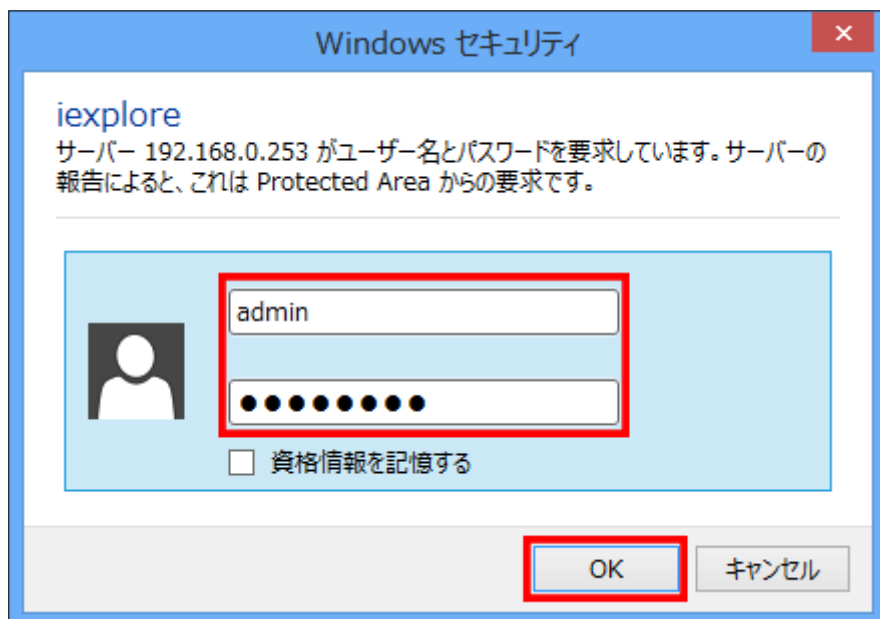 Windows セキュリティ
iexplore
サーバー 192.168.0.253 がユーザー名とパスワードを要求しています。サーバーの
報告によると、これは Protected Area からの要求です。
admin
●●●●●●●●
資格情報を記憶する
OK
キャンセル